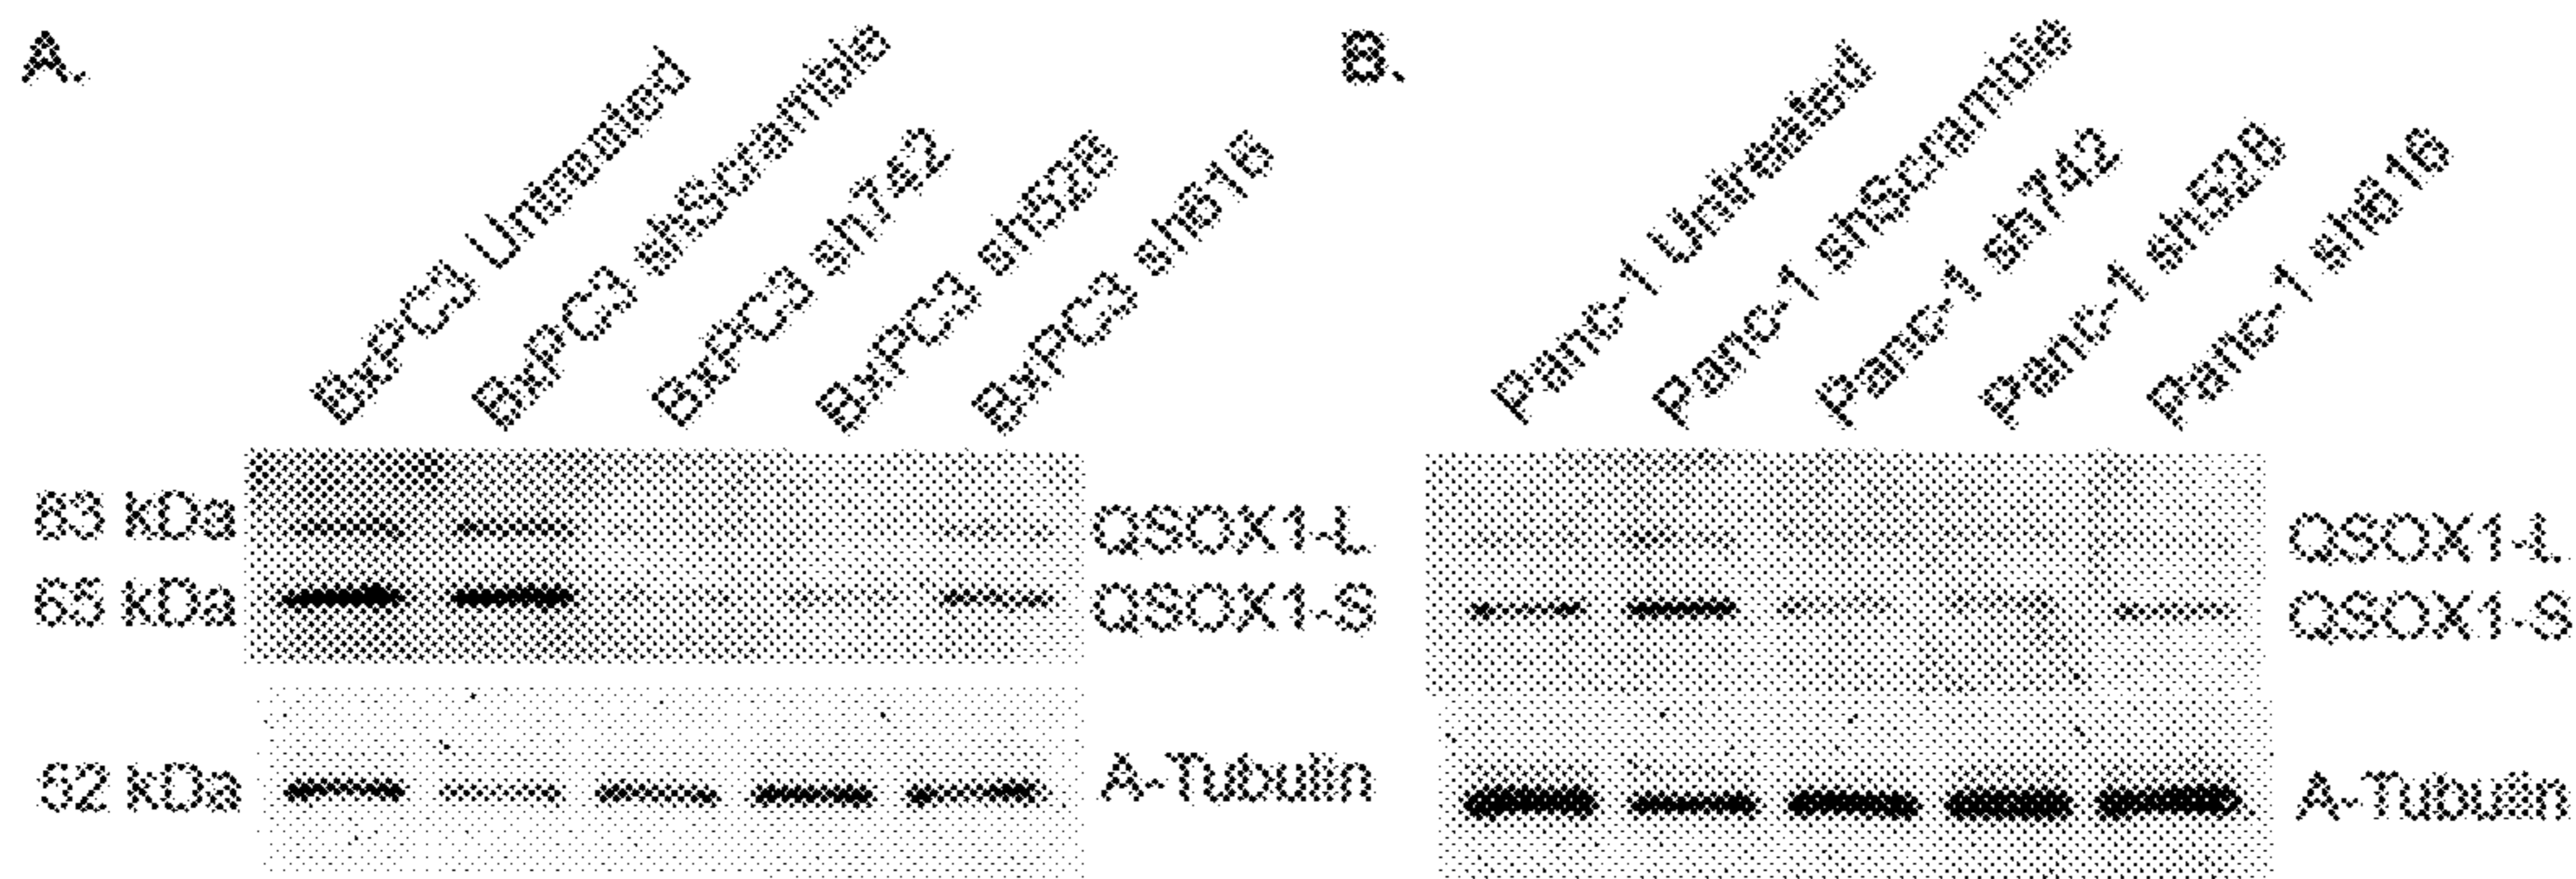 A.
BxPC3 Untreated
BxPC3 shScramble
BxPC3 sh742
BxPC3 sh528
BxPC3 sh616
83 kDa
65 kDa
QSOX1-L
QSOX1-S
52 kDa
A-Tubulin
B.
Panc-1 Untreated
Panc-1 shScramble
Panc-1 sh742
Panc-1 sh528
Panc-1 sh616
QSOX1-L
QSOX1-S
A-Tubulin